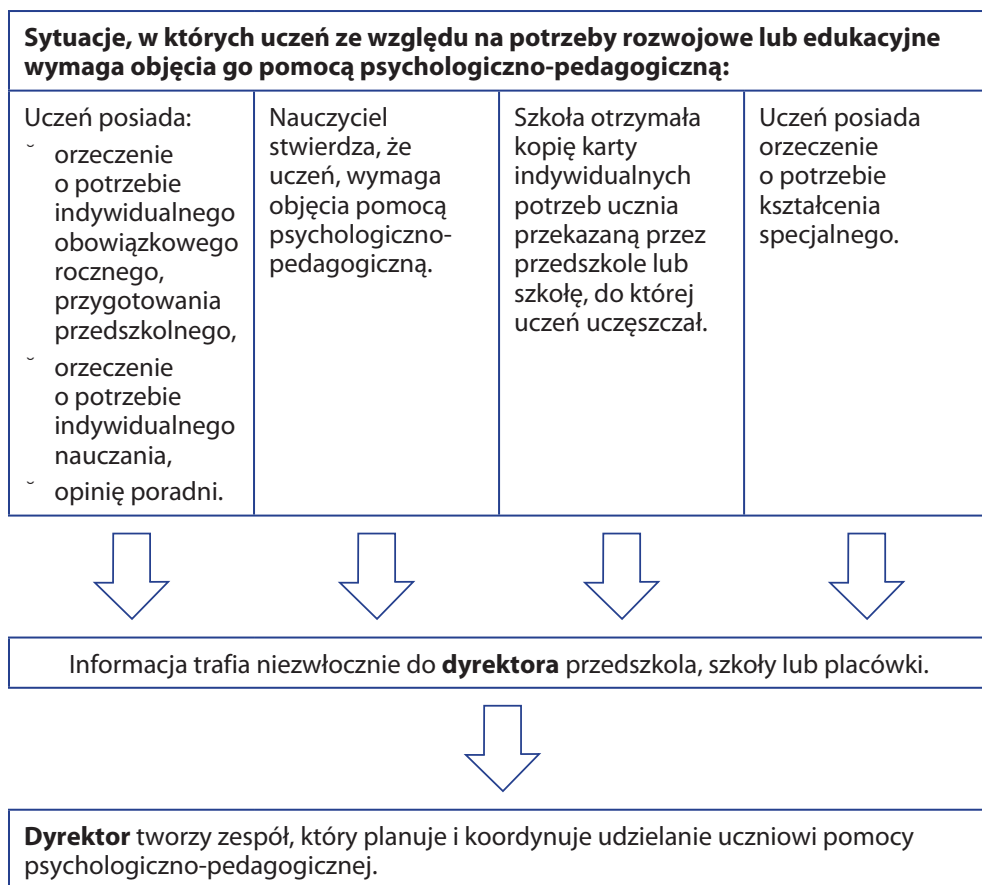 Sytuacje, w których uczeń ze względu na potrzeby rozwojowe lub edukacyjne
wymaga objęcia go pomocą psychologiczno-pedagogiczną:
Uczeń posiada:
˘ orzeczenie
o potrzebie
indywidualnego
obowiązkowego
rocznego,
przygotowania
przedszkolnego,
˘ orzeczenie
o potrzebie
indywidualnego
nauczania,
˘ opinię poradni.
Nauczyciel
stwierdza, że
uczeń, wymaga
objęcia pomocą
psychologiczno-
pedagogiczną.
Szkoła otrzymała
kopię karty
indywidualnych
potrzeb ucznia
przekazaną przez
przedszkole lub
szkołę, do której
uczeń uczęszczał.
Uczeń posiada
orzeczenie
o potrzebie
kształcenia
specjalnego.
Informacja trafia niezwłocznie do dyrektora przedszkola, szkoły lub placówki.
Dyrektor tworzy zespół, który planuje i koordynuje udzielanie uczniowi pomocy
psychologiczno-pedagogicznej.